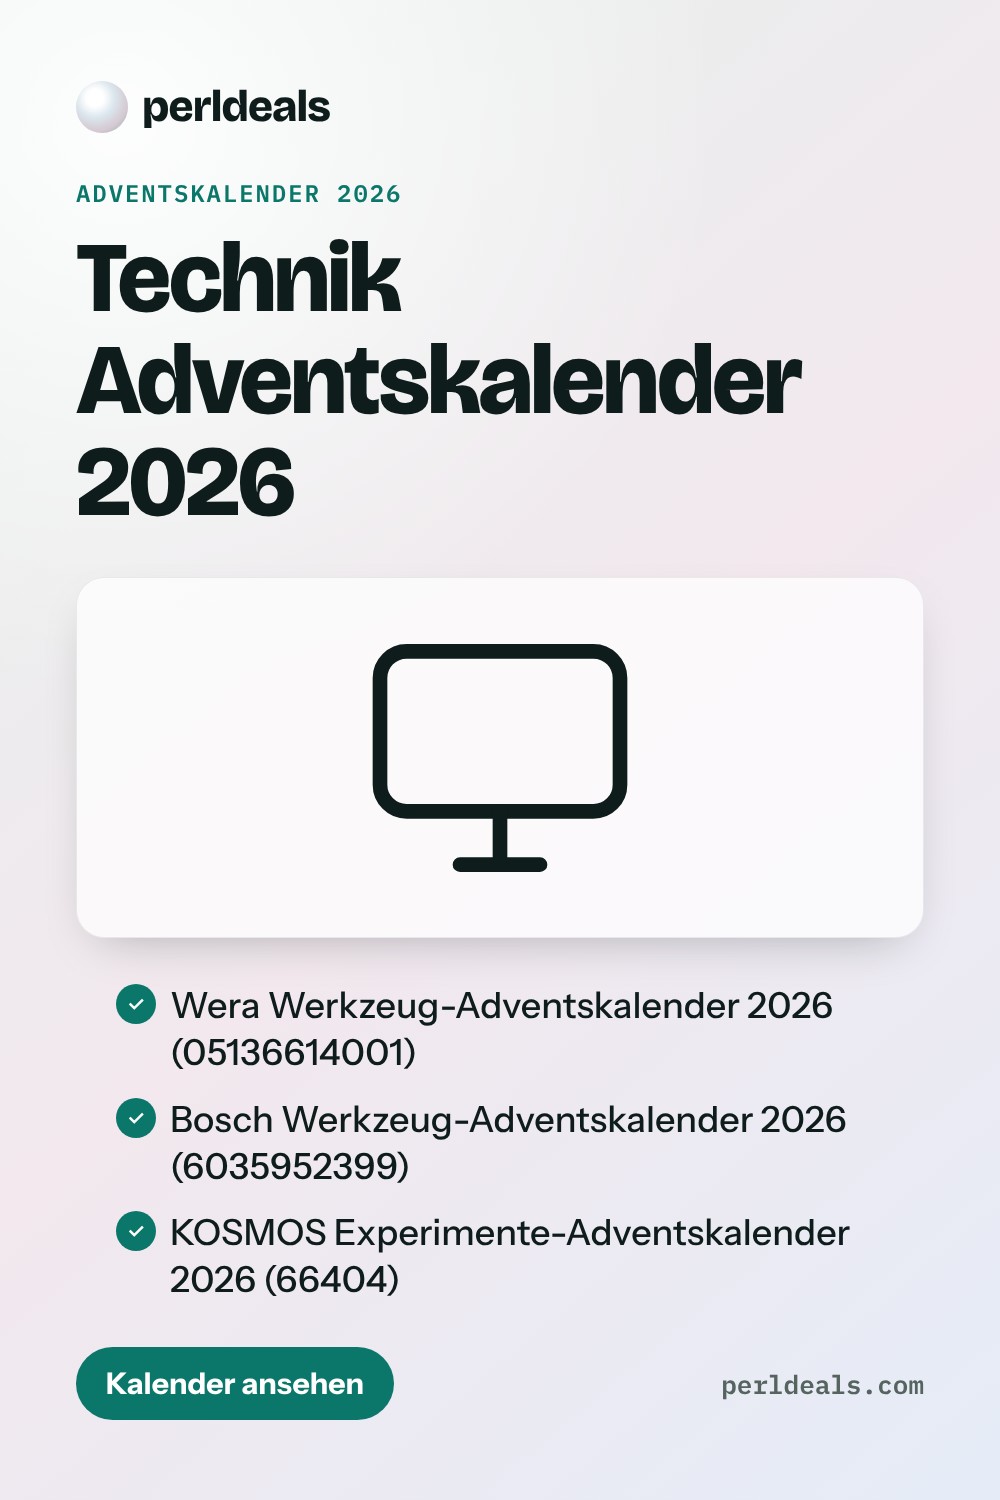 perldeals
ADVENTSKALENDER 2026
Technik
Adventskalender
2026
Wera Werkzeug-Adventskalender 2026
(05136614001)
Bosch Werkzeug-Adventskalender 2026
(6035952399)
KOSMOS Experimente-Adventskalender
2026 (66404)
Kalender ansehen
perldeals.com